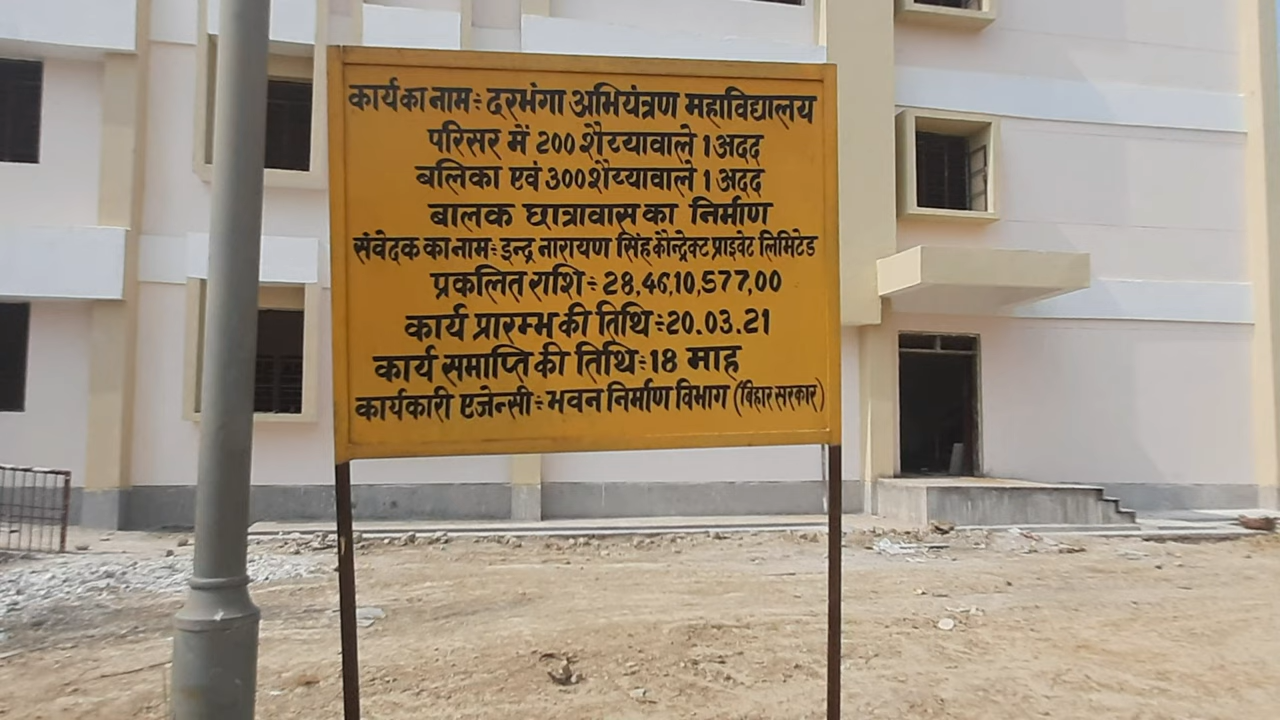 कार्य का नाम:- दरभंगा अभियंत्रण महाविद्यालय
परिसर में 200 शैय्यावाले 1 अदद
बलिका एवं 300 शैय्यावाले 1 अदद
बालक छात्रावास का निर्माण
संवेदक का नाम:- इन्द्र नारायण सिंह कौन्ट्रेक्ट प्राइवेट लिमिटेड
प्रकलित राशि:- 28,46,10,577,00
कार्य प्रारम्भ की तिथि:-20.03.21
कार्य समाप्ति की तिथि:-18 माह
कार्यकारी एजेन्सी:- भवन निर्माण विभाग (बिहार सरकार)